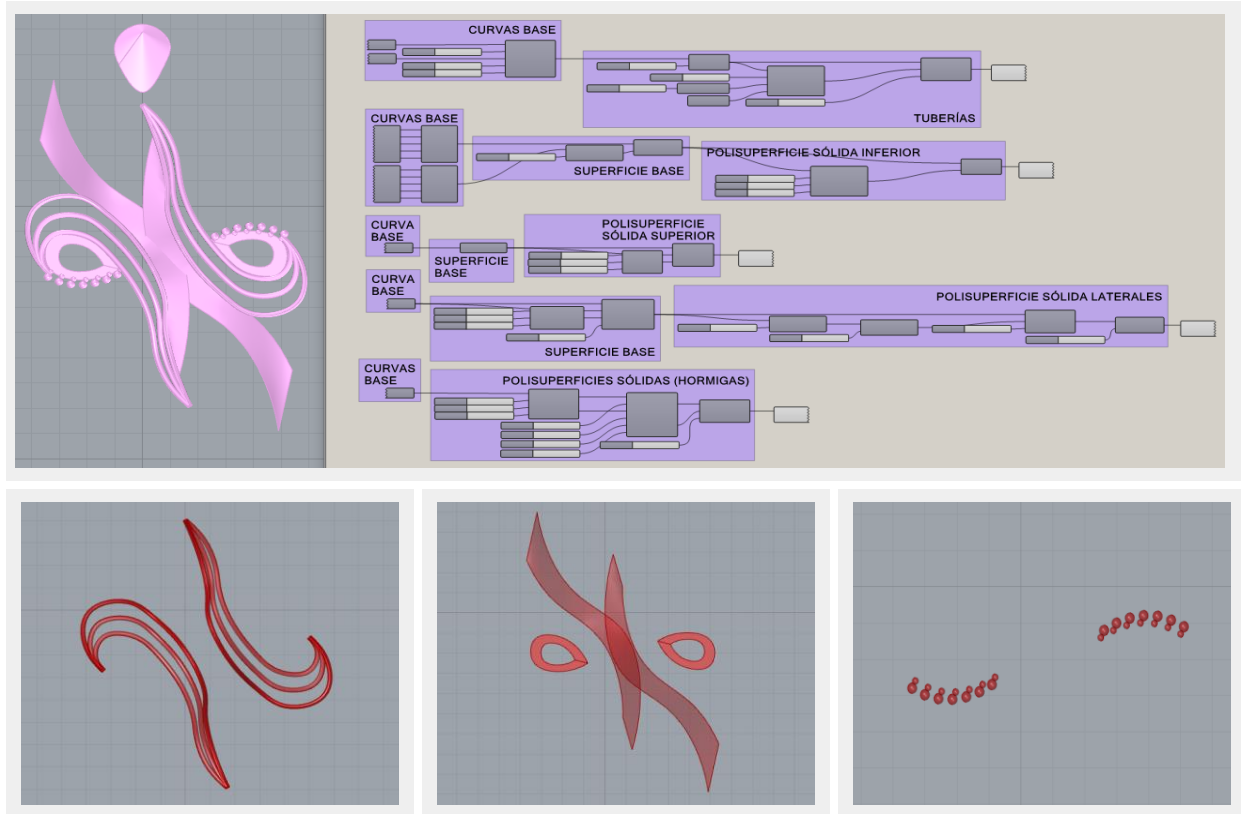 CURVAS BASE
TUBERÍAS
CURVAS BASE
SUPERFICIE BASE
POLISUPERFICIE SÓLIDA INFERIOR
CURVA
BASE
SUPERFICIE
BASE
POLISUPERFICIE
SÓLIDA SUPERIOR
CURVA
BASE
SUPERFICIE BASE
POLISUPERFICIE SÓLIDA LATERALES
CURVAS
BASE
POLISUPERFICIES SÓLIDAS (HORMIGAS)